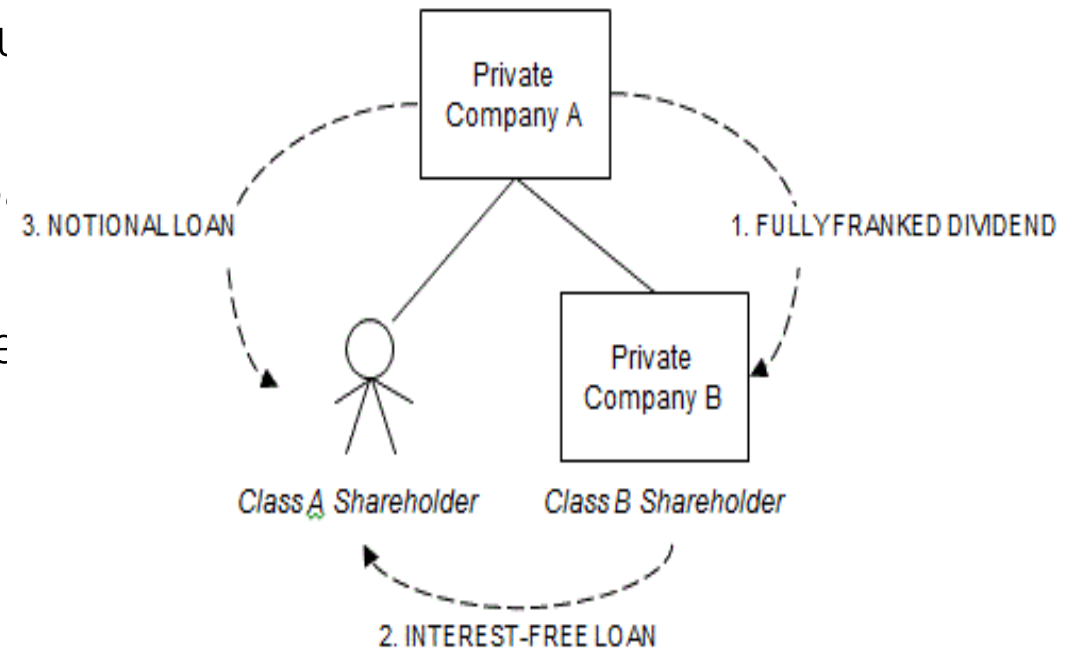 Private
Company A
3. NOTIONAL LOAN
1. FULLY FRANKED DIVIDEND
Private
Company B
Class A Shareholder
Class B Shareholder
2. INTEREST-FREE LOAN